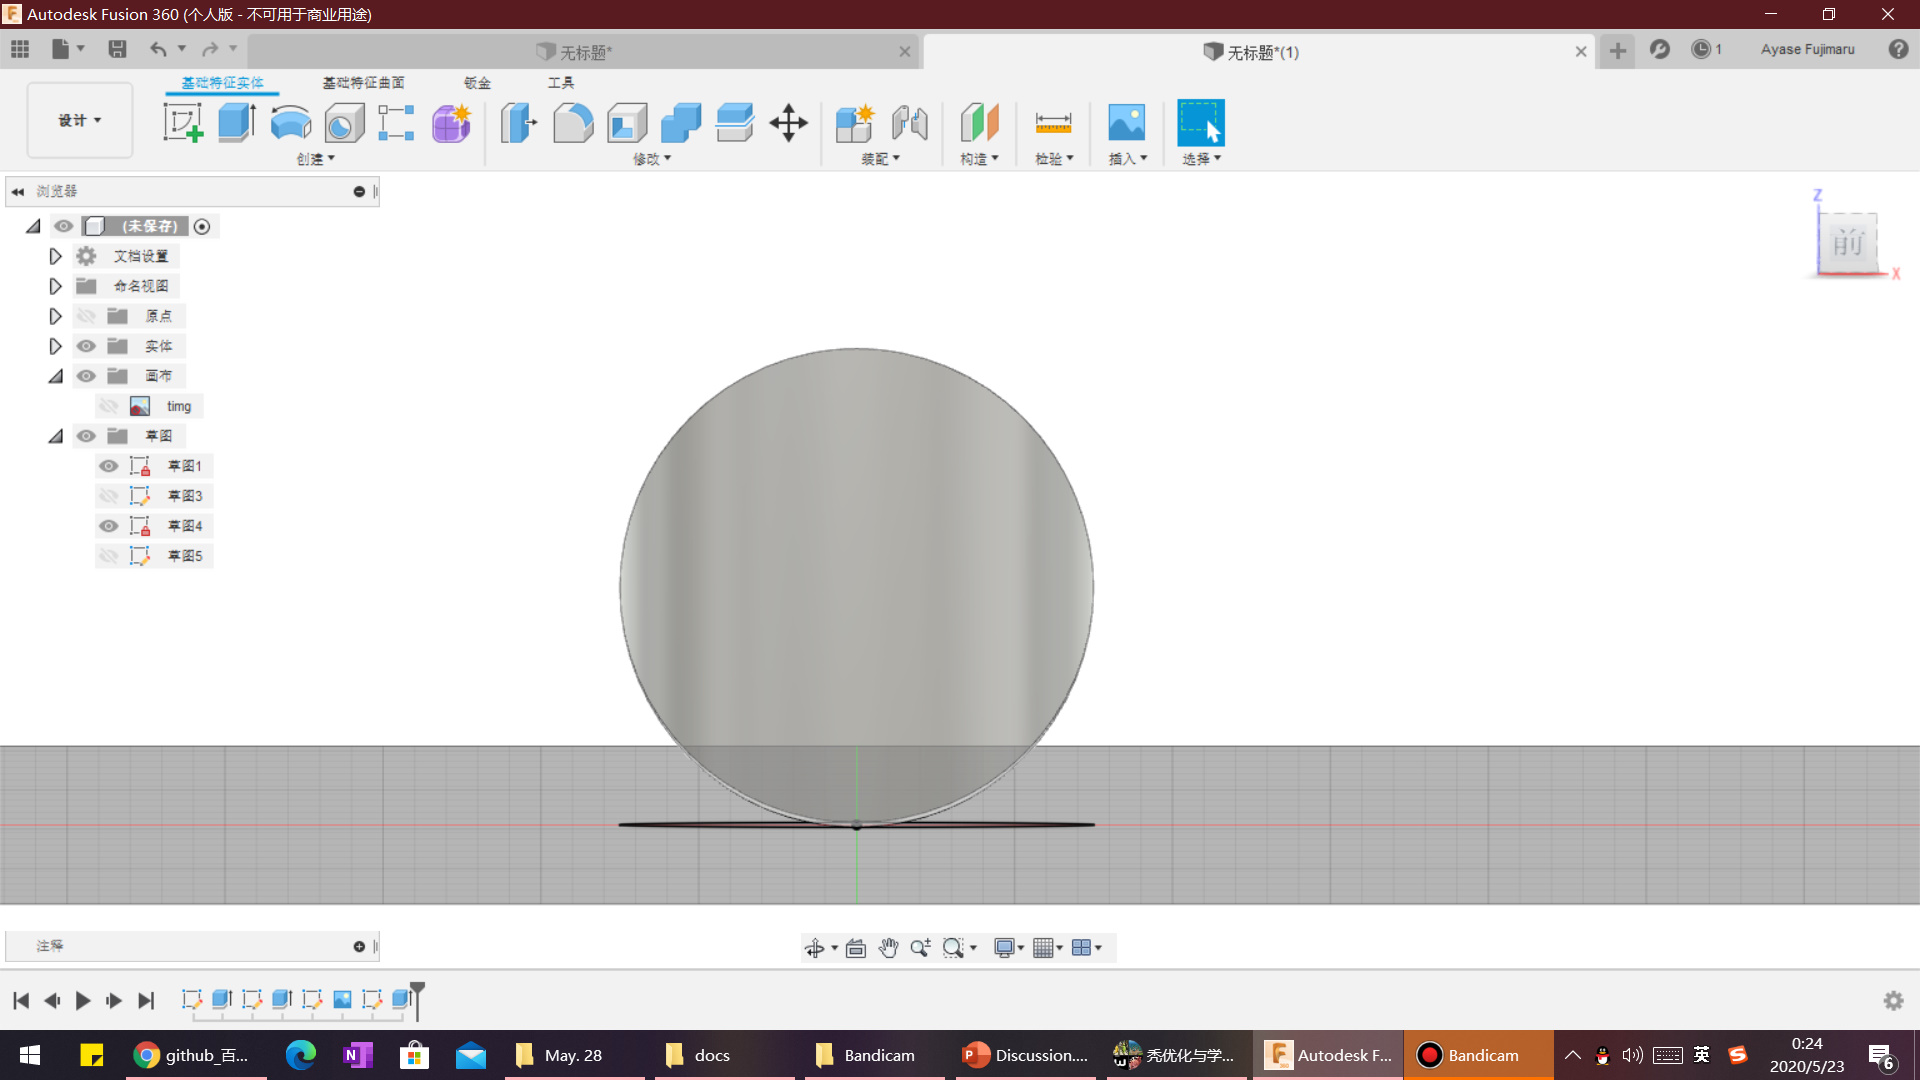 Autodesk Fusion 360 (个人版 - 不可用于商业用途)
无标题*
无标题*(1)
1
Ayase Fujimaru
基础特征实体
基础特征曲面
钣金
工具
设计
创建
修改
装配
构造
检验
插入
选择
浏览器
(未保存)
文档设置
命名视图
原点
实体
画布
timg
草图
草图1
草图3
草图4
草图5
Z
前
X
注释
github_百...
May. 28
docs
Bandicam
Discussion....
秃优化与学...
Autodesk F...
Bandicam
英
0:24
2020/5/23
6